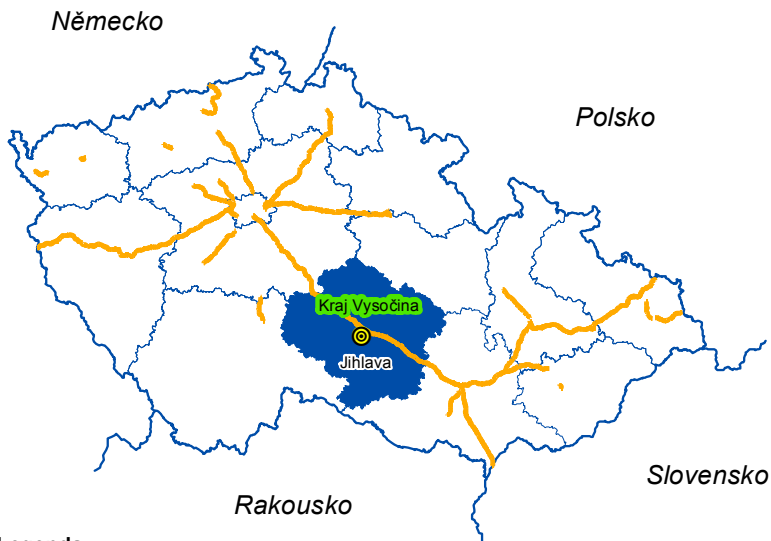 Německo
Polsko
Kraj Vysočina
Jihlava
Slovensko
Rakousko